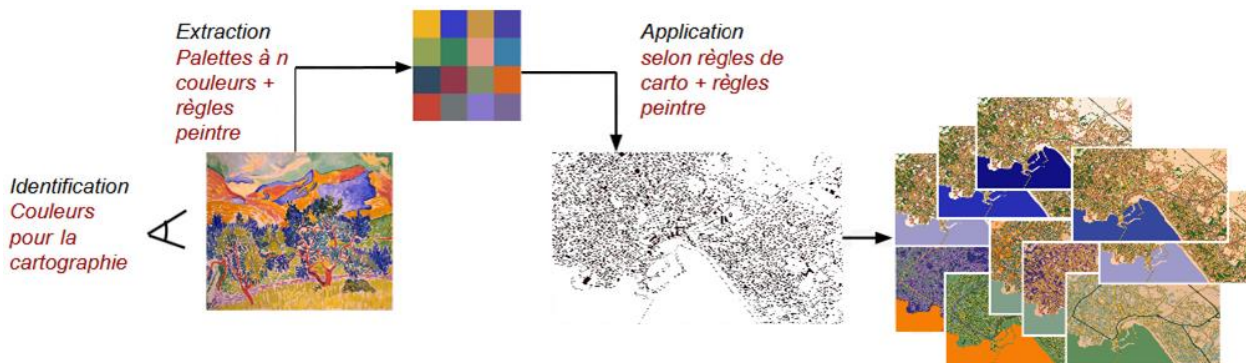 Extraction
Palettes à n
couleurs +
règles
peintre
Application
selon règles de
carto + règles
peintre
Identification
Couleurs
pour la
cartographie